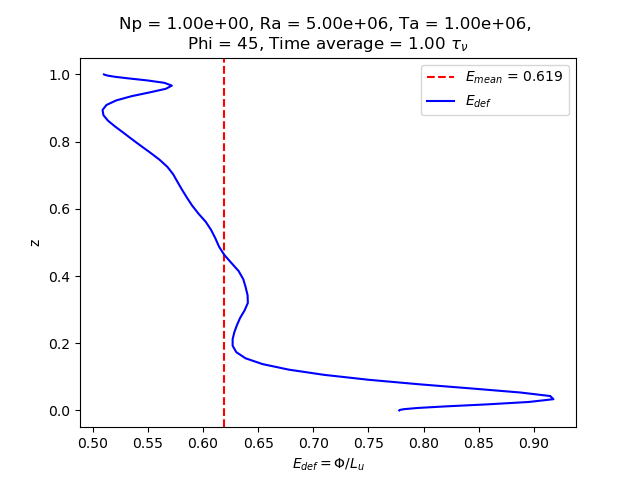 Np = 1.00e+00, Ra = 5.00e+06, Ta = 1.00e+06,
Phi = 45, Time average = 1.00 τ_ν
E_mean = 0.619
E_def
1.0
0.8
0.6
0.4
0.2
0.0
z
0.50 0.55 0.60 0.65 0.70 0.75 0.80 0.85 0.90
E_def = Φ/L_u